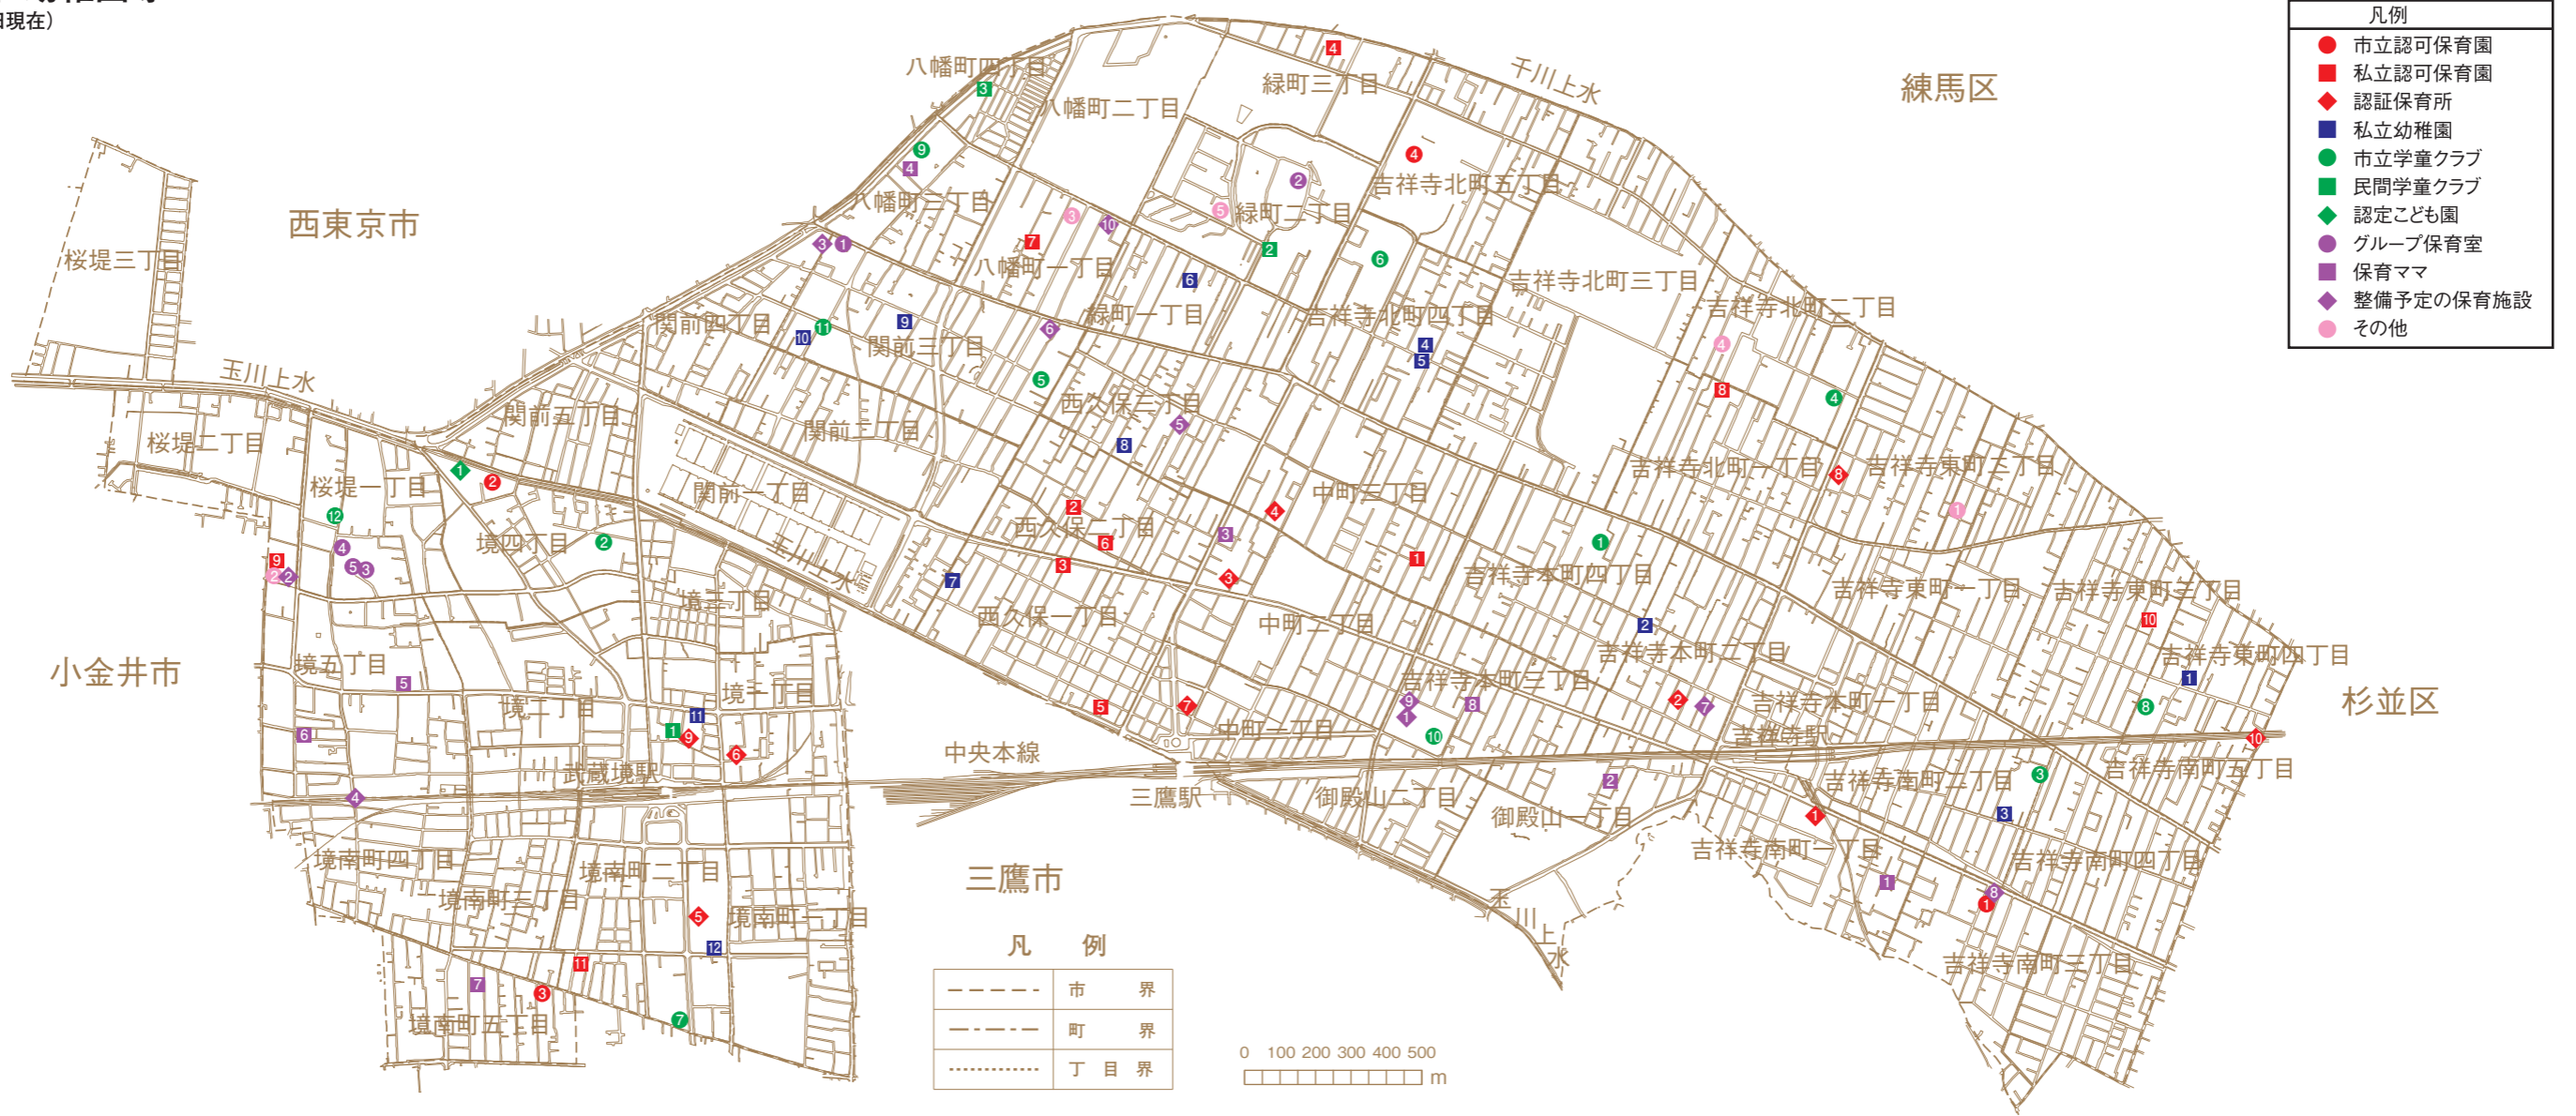 日現在）
凡例
市立認可保育園
私立認可保育園
認証保育所
私立幼稚園
市立学童クラブ
民間学童クラブ
認定こども園
グループ保育室
保育ママ
整備予定の保育施設
その他
練馬区
西東京市
小金井市
三鷹市
杉並区
千川上水
玉川上水
玉川上水
玉川上水
八幡町四丁目
八幡町二丁目
八幡町三丁目
八幡町一丁目
緑町三丁目
緑町二丁目
緑町一丁目
吉祥寺北町五丁目
吉祥寺北町三丁目
吉祥寺北町二丁目
吉祥寺北町四丁目
吉祥寺北町一丁目
桜堤三丁目
桜堤二丁目
桜堤一丁目
関前四丁目
関前三丁目
関前五丁目
関前二丁目
関前一丁目
西久保三丁目
西久保二丁目
西久保一丁目
中町三丁目
中町二丁目
中町一丁目
境四丁目
境三丁目
境五丁目
境二丁目
境一丁目
吉祥寺東町三丁目
吉祥寺東町一丁目
吉祥寺東町四丁目
吉祥寺本町四丁目
吉祥寺本町三丁目
吉祥寺本町二丁目
吉祥寺本町一丁目
吉祥寺駅
武蔵境駅
三鷹駅
中央本線
御殿山二丁目
御殿山一丁目
吉祥寺南町二丁目
吉祥寺南町五丁目
吉祥寺南町一丁目
吉祥寺南町四丁目
吉祥寺南町三丁目
境南町四丁目
境南町三丁目
境南町二丁目
境南町一丁目
境南町五丁目
凡 例
市 界
町 界
丁 目 界
0 100 200 300 400 500
m